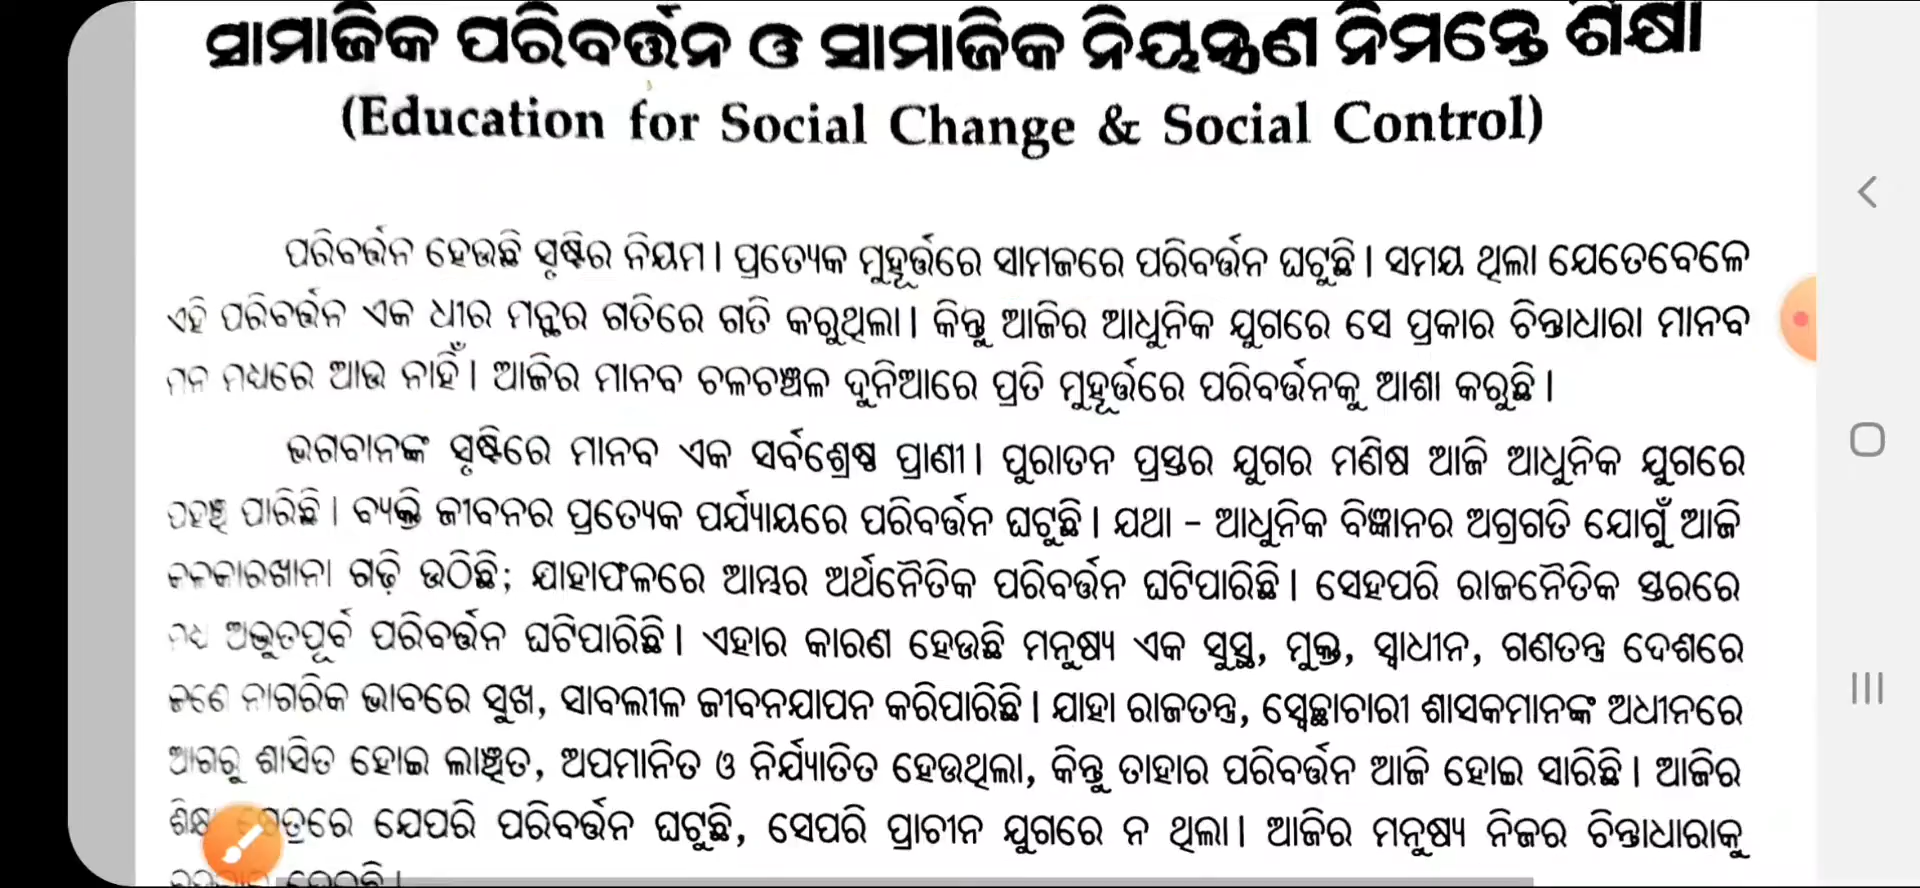 ସାମାଜିକ ପରିବର୍ତ୍ତନ ଓ ସାମାଜିକ ନିୟନ୍ତ୍ରଣ ନିମନ୍ତେ ଶିକ୍ଷା
(Education for Social Change & Social Control)
ପରିବର୍ତ୍ତନ ହେଉଛି ସୃଷ୍ଟିର ନିୟମ। ପ୍ରତ୍ୟେକ ମୁହୂର୍ତ୍ତରେ ସାମଜରେ ପରିବର୍ତ୍ତନ ଘଟୁଛି। ସମୟ ଥିଲା ଯେତେବେଳେ
ଏହି ପରିବର୍ତ୍ତନ ଏକ ଧୀର ମନ୍ଥର ଗତିରେ ଗତି କରୁଥିଲା। କିନ୍ତୁ ଆଜିର ଆଧୁନିକ ଯୁଗରେ ସେ ପ୍ରକାର ଚିନ୍ତାଧାରା ମାନବ
ମନ ମଧ୍ୟରେ ଆଉ ନାହିଁ। ଆଜିର ମାନବ ଚଳଚଞ୍ଚଳ ଦୁନିଆରେ ପ୍ରତି ମୁହୂର୍ତ୍ତରେ ପରିବର୍ତ୍ତନକୁ ଆଶା କରୁଛି।
ଭଗବାନଙ୍କ ସୃଷ୍ଟିରେ ମାନବ ଏକ ସର୍ବଶ୍ରେଷ୍ଠ ପ୍ରାଣୀ। ପୁରାତନ ପ୍ରସ୍ତର ଯୁଗର ମଣିଷ ଆଜି ଆଧୁନିକ ଯୁଗରେ
ପହଞ୍ଚି ପାରିଛି। ବ୍ୟକ୍ତି ଜୀବନର ପ୍ରତ୍ୟେକ ପର୍ଯ୍ୟାୟରେ ପରିବର୍ତ୍ତନ ଘଟୁଛି। ଯଥା - ଆଧୁନିକ ବିଜ୍ଞାନର ଅଗ୍ରଗତି ଯୋଗୁଁ ଆଜି
କଳକାରଖାନା ଗଢ଼ି ଉଠିଛି; ଯାହାଫଳରେ ଆମ୍ଭର ଅର୍ଥନୈତିକ ପରିବର୍ତ୍ତନ ଘଟିପାରିଛି। ସେହପରି ରାଜନୈତିକ ସ୍ତରରେ
ମଧ୍ୟ ଅଦ୍ଭୁତପୂର୍ବ ପରିବର୍ତ୍ତନ ଘଟିପାରିଛି। ଏହାର କାରଣ ହେଉଛି ମନୁଷ୍ୟ ଏକ ସୁସ୍ଥ, ମୁକ୍ତ, ସ୍ୱାଧୀନ, ଗଣତନ୍ତ୍ର ଦେଶରେ
ଜଣେ ନାଗରିକ ଭାବରେ ସୁଖ, ସାବଲୀଳ ଜୀବନଯାପନ କରିପାରିଛି। ଯାହା ରାଜତନ୍ତ୍ର, ସ୍ୱେଚ୍ଛାଚାରୀ ଶାସକମାନଙ୍କ ଅଧୀନରେ
ଆଗରୁ ଶାସିତ ହୋଇ ଲାଞ୍ଛିତ, ଅପମାନିତ ଓ ନିର୍ଯ୍ୟାତିତ ହେଉଥିଲା, କିନ୍ତୁ ତାହାର ପରିବର୍ତ୍ତନ ଆଜି ହୋଇ ସାରିଛି। ଆଜିର
ଶିକ୍ଷା କ୍ଷେତ୍ରରେ ଯେପରି ପରିବର୍ତ୍ତନ ଘଟୁଛି, ସେପରି ପ୍ରାଚୀନ ଯୁଗରେ ନ ଥିଲା। ଆଜିର ମନୁଷ୍ୟ ନିଜର ଚିନ୍ତାଧାରାକୁ